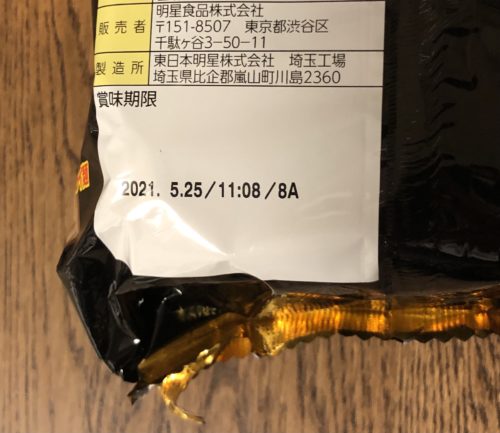 明星食品株式会社
販売者 〒151-8507 東京都渋谷区
千駄ヶ谷3-50-11
製造所 東日本明星株式会社 埼玉工場
埼玉県比企郡嵐山町川島2360
賞味期限
2021. 5.25/11:08/8A